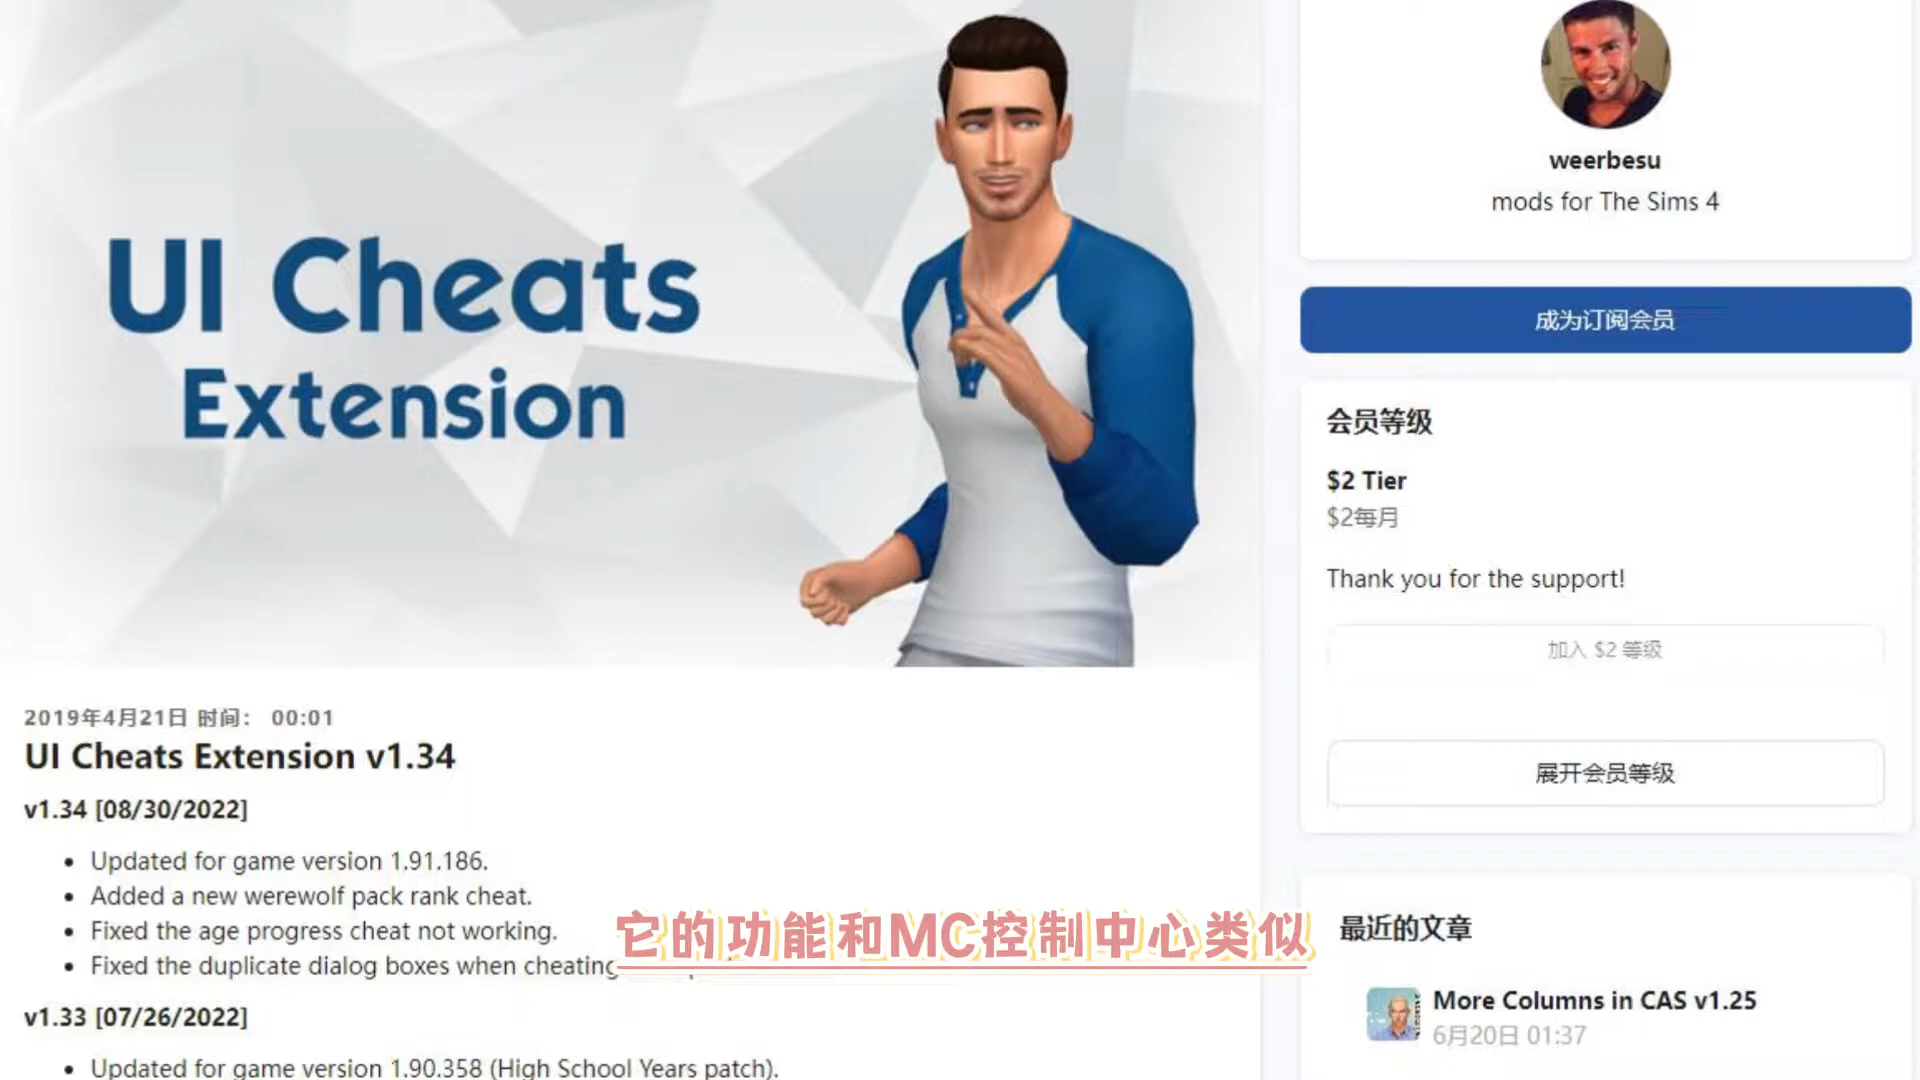 UI Cheats
Extension
2019年4月21日 时间： 00:01
UI Cheats Extension v1.34
v1.34 [08/30/2022]
Updated for game version 1.91.186.
Added a new werewolf pack rank cheat.
Fixed the age progress cheat not working.
Fixed the duplicate dialog boxes when cheating
v1.33 [07/26/2022]
Updated for game version 1.90.358 (High School Years patch).
它的功能和MC控制中心类似
weerbesu
mods for The Sims 4
成为订阅会员
会员等级
$2 Tier
$2每月
Thank you for the support!
加入 $2 等级
展开会员等级
最近的文章
More Columns in CAS v1.25
6月20日 01:37